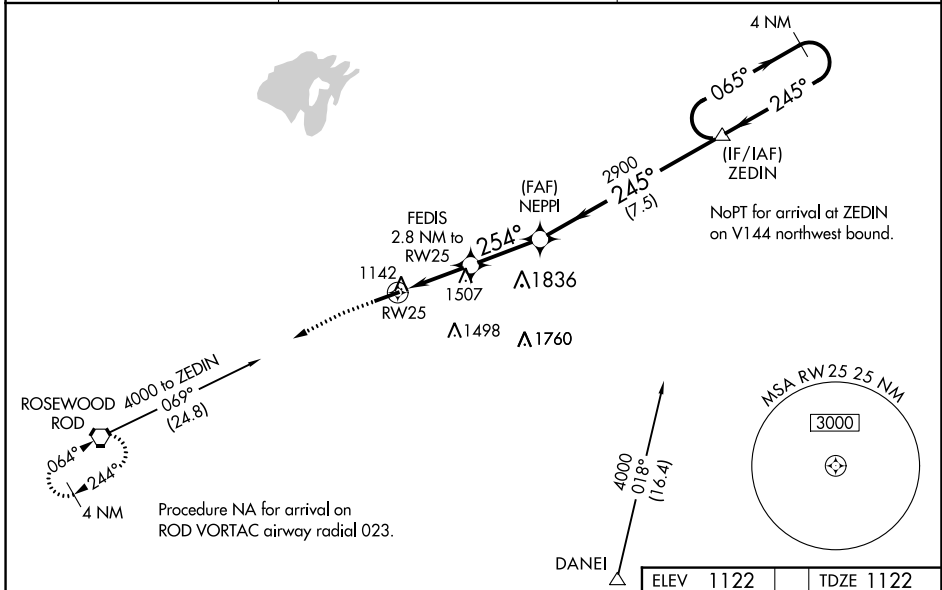 4 NM
065°
245°
(IF/IAF)
ZEDIN
2900
245°
(7.5)
NoPT for arrival at ZEDIN
on V144 northwest bound.
(FAF)
NEPPI
FEDIS
2.8 NM to
RW25
254°
1142
RW25
1507
1836
1498
1760
4000 to ZEDIN
069°
(24.8)
ROSEWOOD
ROD
064°
244°
4 NM
Procedure NA for arrival on
ROD VORTAC airway radial 023.
4000
018°
(16.4)
DANEI
MSA RW25 25 NM
3000
ELEV 1122
TDZE 1122